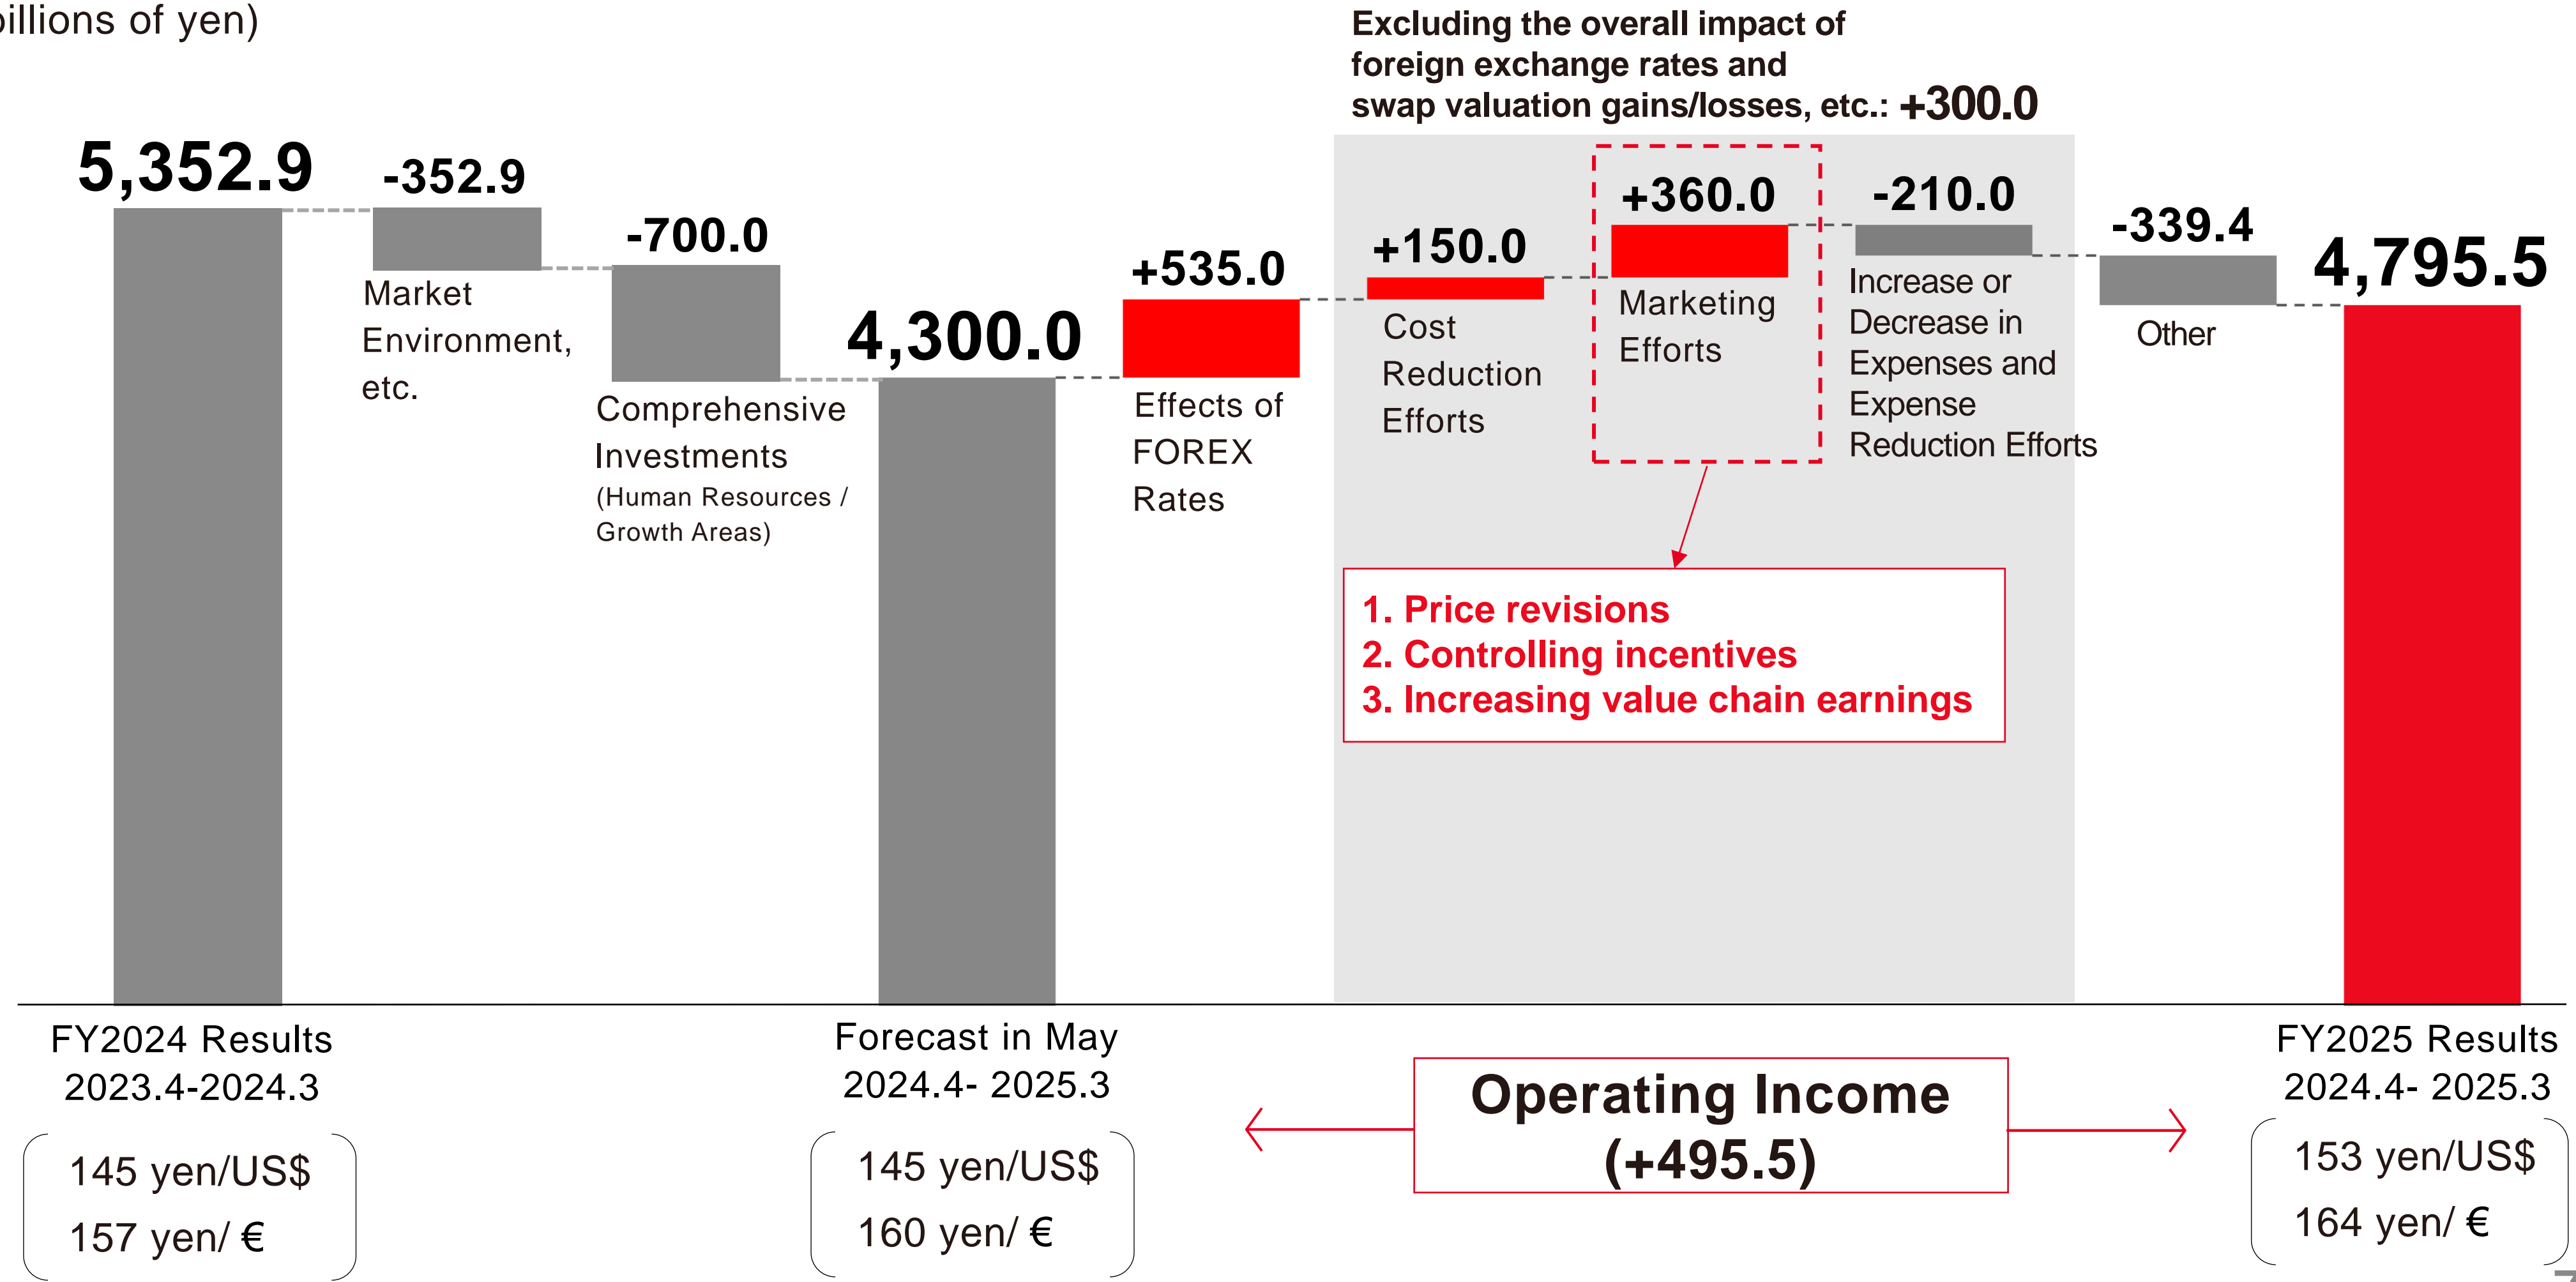 billions of yen)
Excluding the overall impact of
foreign exchange rates and
swap valuation gains/losses, etc.: +300.0
5,352.9
-352.9
Market
Environment,
etc.
-700.0
Comprehensive
Investments
(Human Resources /
Growth Areas)
4,300.0
+535.0
Effects of
FOREX
Rates
+150.0
Cost
Reduction
Efforts
+360.0
Marketing
Efforts
-210.0
Increase or
Decrease in
Expenses and
Expense
Reduction Efforts
-339.4
Other
4,795.5
1. Price revisions
2. Controlling incentives
3. Increasing value chain earnings
FY2024 Results
2023.4-2024.3
145 yen/US$
157 yen/ €
Forecast in May
2024.4- 2025.3
145 yen/US$
160 yen/ €
Operating Income
(+495.5)
FY2025 Results
2024.4- 2025.3
153 yen/US$
164 yen/ €